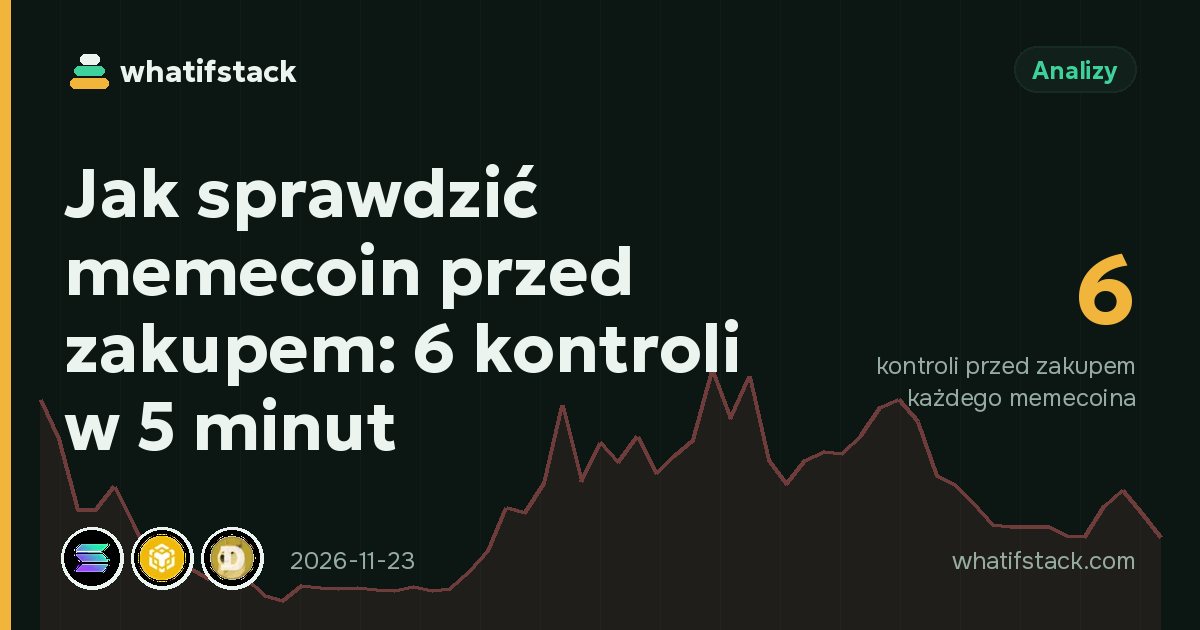 whatifstack
Analizy
Jak sprawdzić
memecoin przed
zakupem: 6 kontroli
w 5 minut
6
kontroli przed zakupem
każdego memecoina
2026-11-23
whatifstack.com